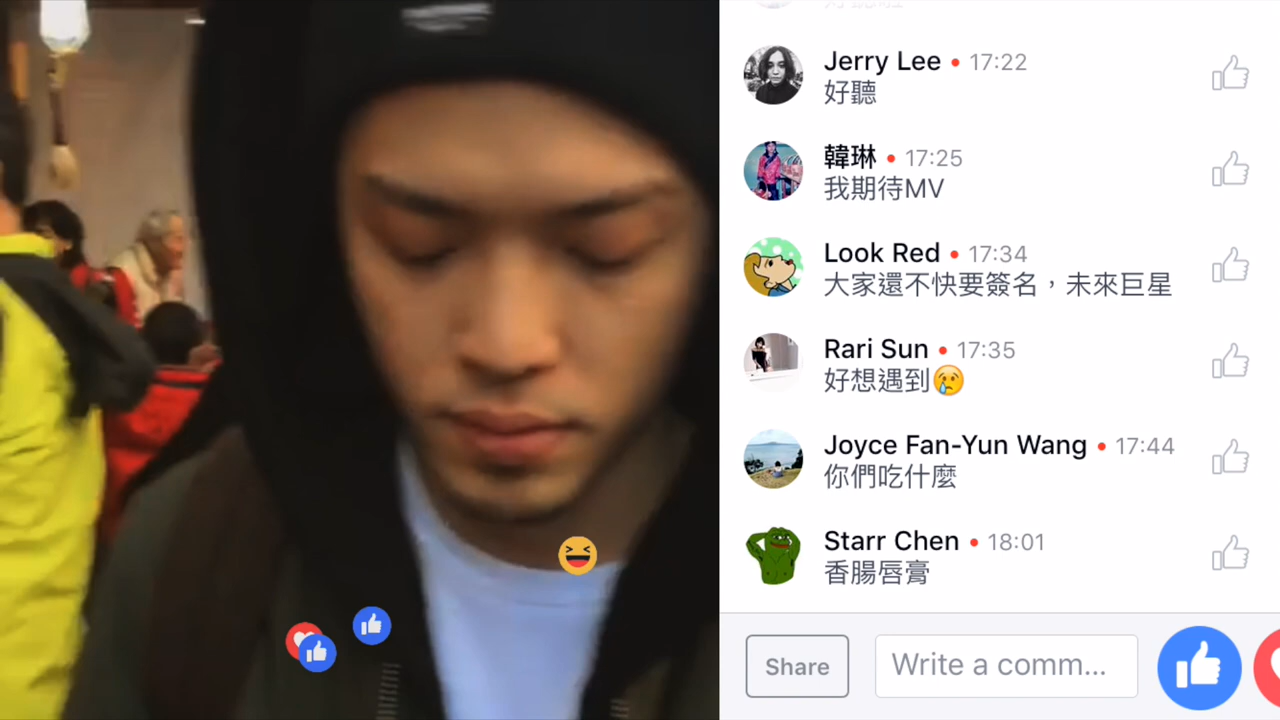 Jerry Lee • 17:22
好聽
韓琳 • 17:25
我期待MV
Look Red • 17:34
大家還不快要簽名，未來巨星
Rari Sun • 17:35
好想遇到😢
Joyce Fan-Yun Wang • 17:44
你們吃什麼
Starr Chen • 18:01
香腸唇膏
Share
Write a comm...